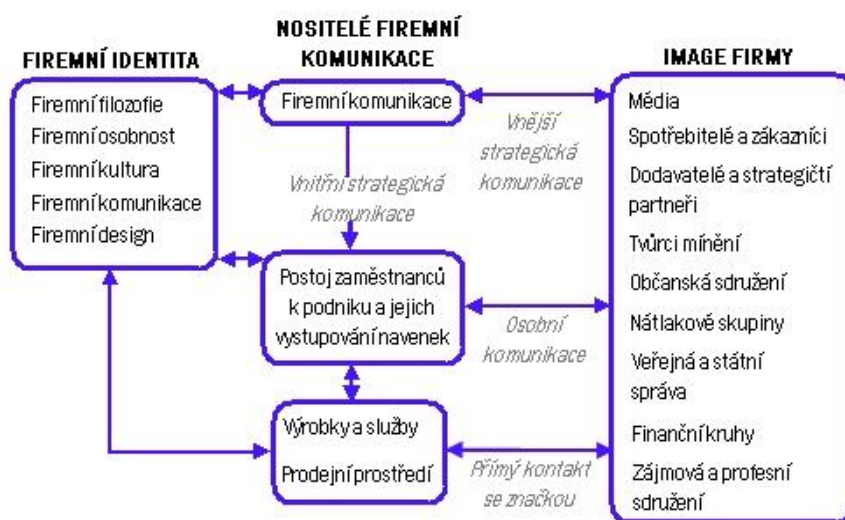 FIREMNÍ IDENTITA
Firemní filozofie
Firemní osobnost
Firemní kultura
Firemní komunikace
Firemní design
NOSITELÉ FIREMNÍ
KOMUNIKACE
Firemní komunikace
Vnitřní strategická
komunikace
Postoj zaměstnanců
k podniku a jejich
vystupování navenek
Výrobky a služby
Prodejní prostředí
Vnější
strategická
komunikace
Osobní
komunikace
Přímý kontakt
se značkou
IMAGE FIRMY
Média
Spotřebitelé a zákazníci
Dodavatelé a strategičtí
partneři
Tvůrci mínění
Občanská sdružení
Nátlakové skupiny
Veřejná a státní
správa
Finanční kruhy
Zájmová a profesní
sdružení